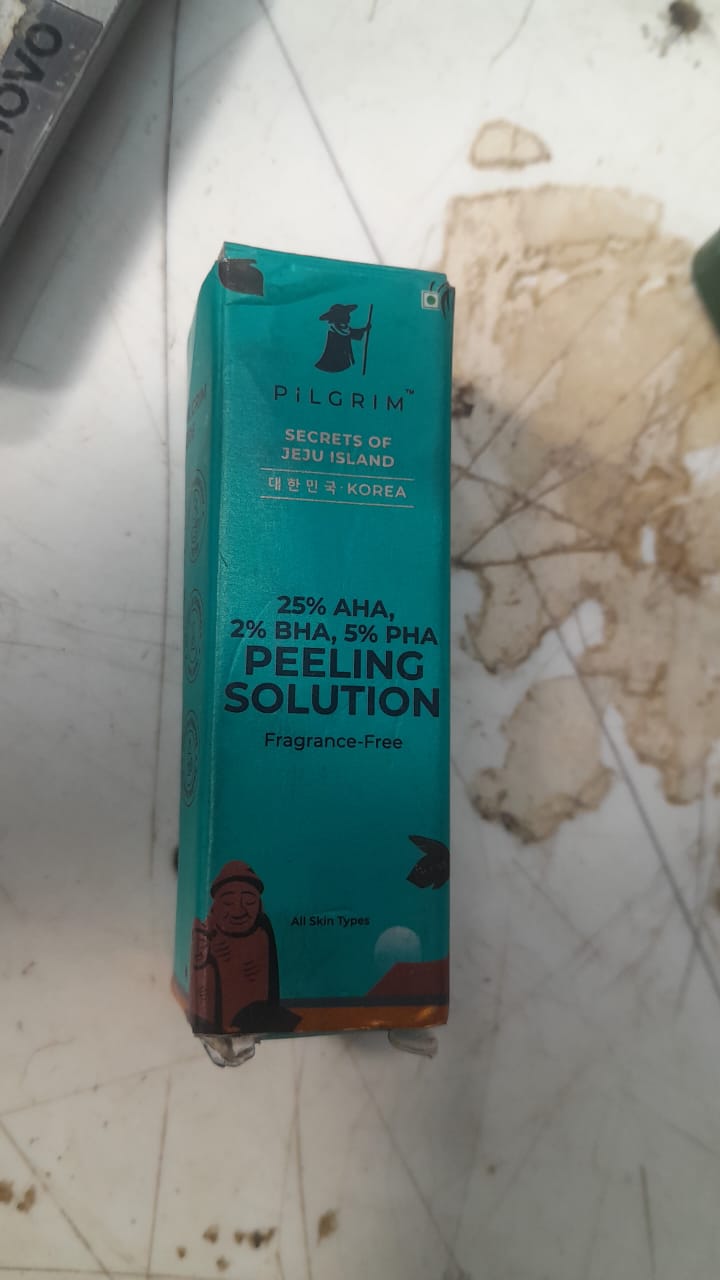 PiLGRIM™
SECRETS OF
JEJU ISLAND
대한민국·KOREA
25% AHA,
2% BHA, 5% PHA
PEELING
SOLUTION
Fragrance-Free
All Skin Types